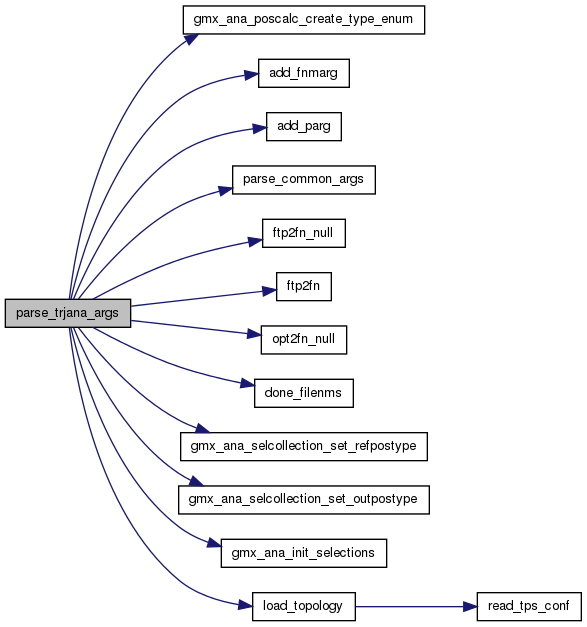 gmx_ana_poscalc_create_type_enum
add_fnmarg
add_parg
parse_common_args
ftp2fn_null
parse_trjana_args
ftp2fn
opt2fn_null
done_filenms
gmx_ana_selcollection_set_refpostype
gmx_ana_selcollection_set_outpostype
gmx_ana_init_selections
load_topology
read_tps_conf